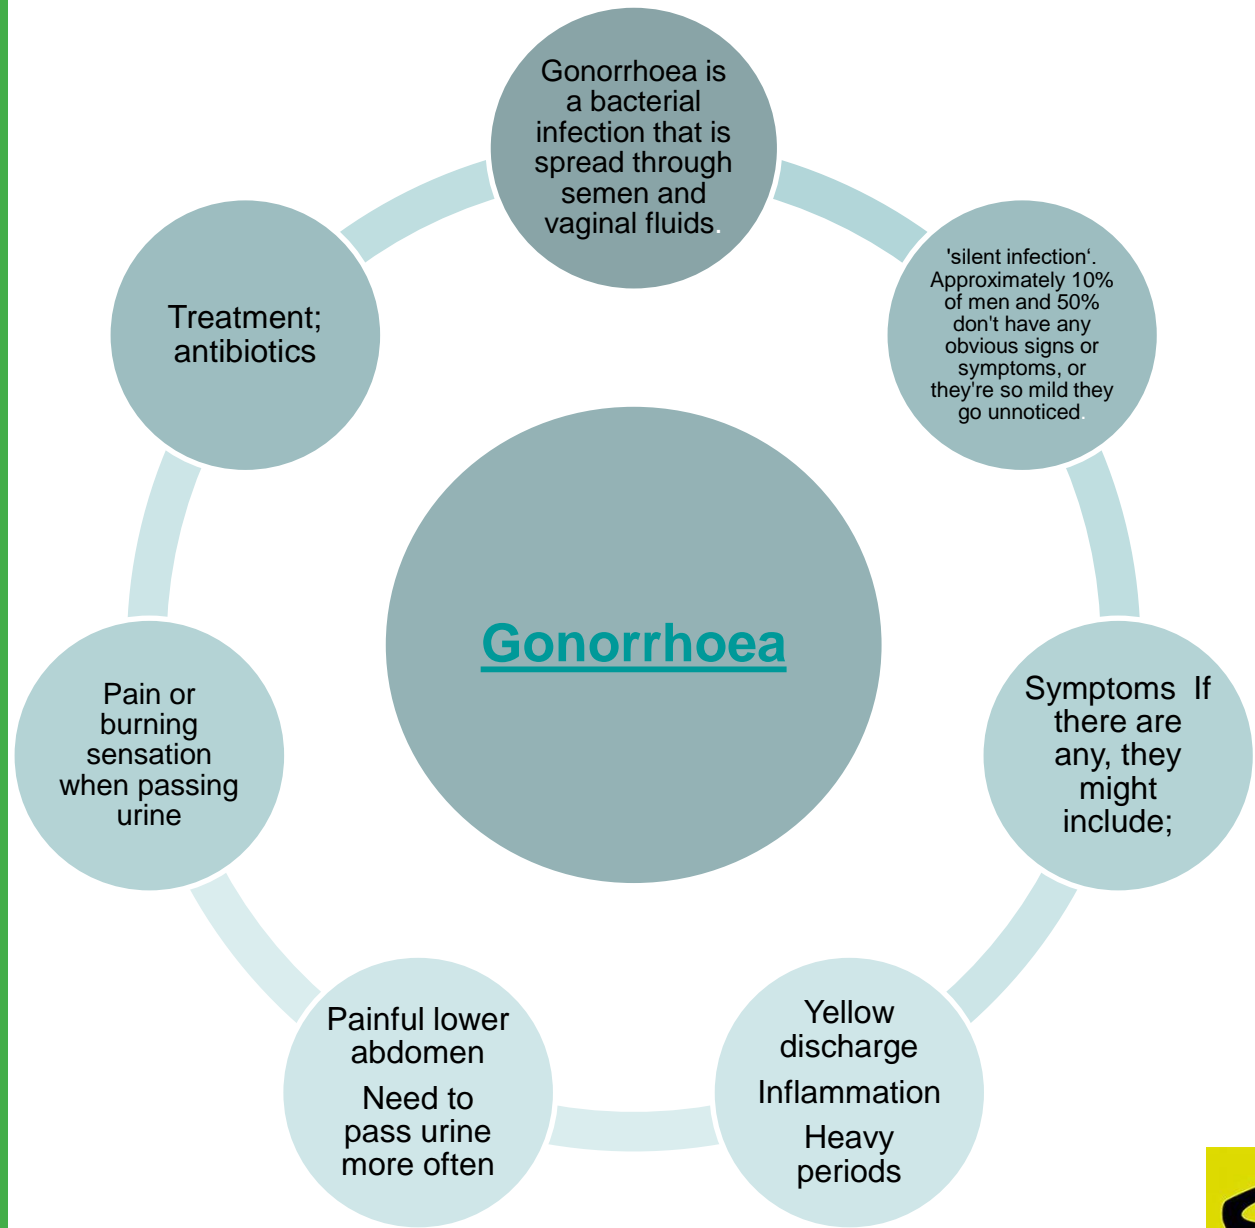 Gonorrhoea is
a bacterial
infection that is
spread through
semen and
vaginal fluids.
'silent infection‘.
Approximately 10%
of men and 50%
don't have any
obvious signs or
symptoms, or
they're so mild they
go unnoticed.
Symptoms  If
there are
any, they
might
include;
Yellow
discharge
Inflammation
Heavy
periods
Painful lower
abdomen
Need to
pass urine
more often
Pain or
burning
sensation
when passing
urine
Treatment;
antibiotics
Gonorrhoea